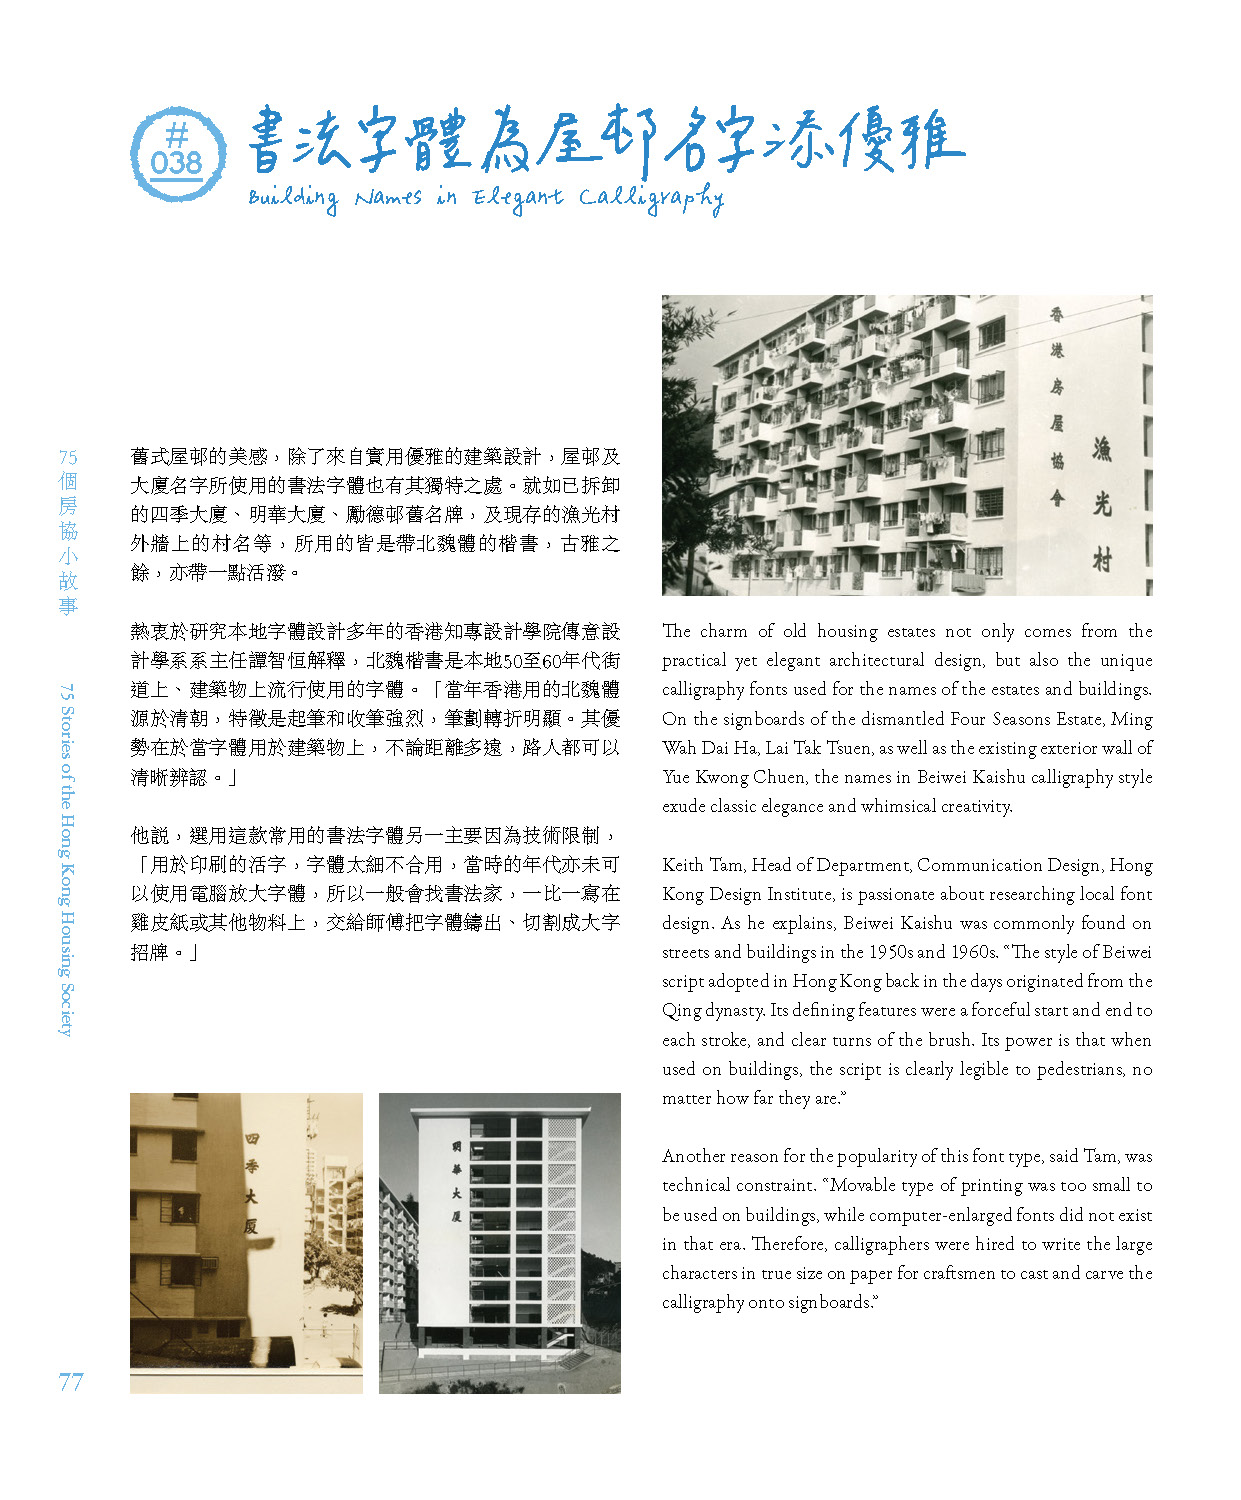 #
038
書法字體為屋邨名字添優雅
Building Names in Elegant Calligraphy
香港房屋協會
漁光村
75個房協小故事
75 Stories of the Hong Kong Housing Society
舊式屋邨的美感，除了來自實用優雅的建築設計，屋邨及
大廈名字所使用的書法字體也有其獨特之處。就如已拆卸
的四季大廈、明華大廈、勵德邨舊名牌，及現存的漁光村
外牆上的村名等，所用的皆是帶北魏體的楷書，古雅之
餘，亦帶一點活潑。
熱衷於研究本地字體設計多年的香港知專設計學院傳意設
計學系系主任譚智恒解釋，北魏楷書是本地50至60年代街
道上、建築物上流行使用的字體。「當年香港用的北魏體
源於清朝，特徵是起筆和收筆強烈，筆劃轉折明顯。其優
勢在於當字體用於建築物上，不論距離多遠，路人都可以
清晰辨認。」
他說，選用這款常用的書法字體另一主要因為技術限制，
「用於印刷的活字，字體太細不合用，當時的年代亦未可
以使用電腦放大字體，所以一般會找書法家，一比一寫在
雞皮紙或其他物料上，交給師傅把字體鑄出、切割成大字
招牌。」
The charm of old housing estates not only comes from the
practical yet elegant architectural design, but also the unique
calligraphy fonts used for the names of the estates and buildings.
On the signboards of the dismantled Four Seasons Estate, Ming
Wah Dai Ha, Lai Tak Tsuen, as well as the existing exterior wall of
Yue Kwong Chuen, the names in Beiwei Kaishu calligraphy style
exude classic elegance and whimsical creativity.
Keith Tam, Head of Department, Communication Design, Hong
Kong Design Institute, is passionate about researching local font
design. As he explains, Beiwei Kaishu was commonly found on
streets and buildings in the 1950s and 1960s. “The style of Beiwei
script adopted in Hong Kong back in the days originated from the
Qing dynasty. Its defining features were a forceful start and end to
each stroke, and clear turns of the brush. Its power is that when
used on buildings, the script is clearly legible to pedestrians, no
matter how far they are.”
Another reason for the popularity of this font type, said Tam, was
technical constraint. “Movable type of printing was too small to
be used on buildings, while computer-enlarged fonts did not exist
in that era. Therefore, calligraphers were hired to write the large
characters in true size on paper for craftsmen to cast and carve the
calligraphy onto signboards.”
四季大廈
明華大廈
77